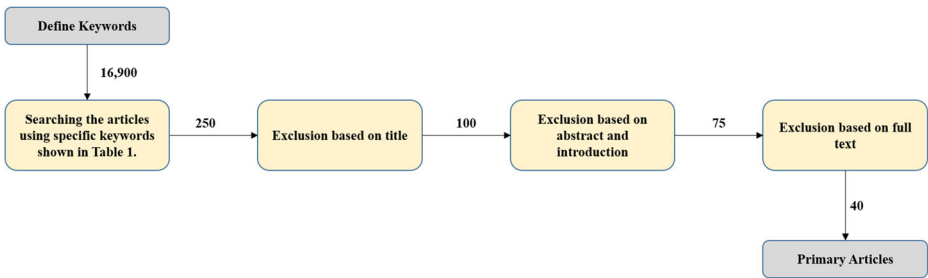 Define Keywords
16,900
Searching the articles
using specific keywords
shown in Table 1.
250
Exclusion based on title
100
Exclusion based on
abstract and
introduction
75
Exclusion based on full
text
40
Primary Articles